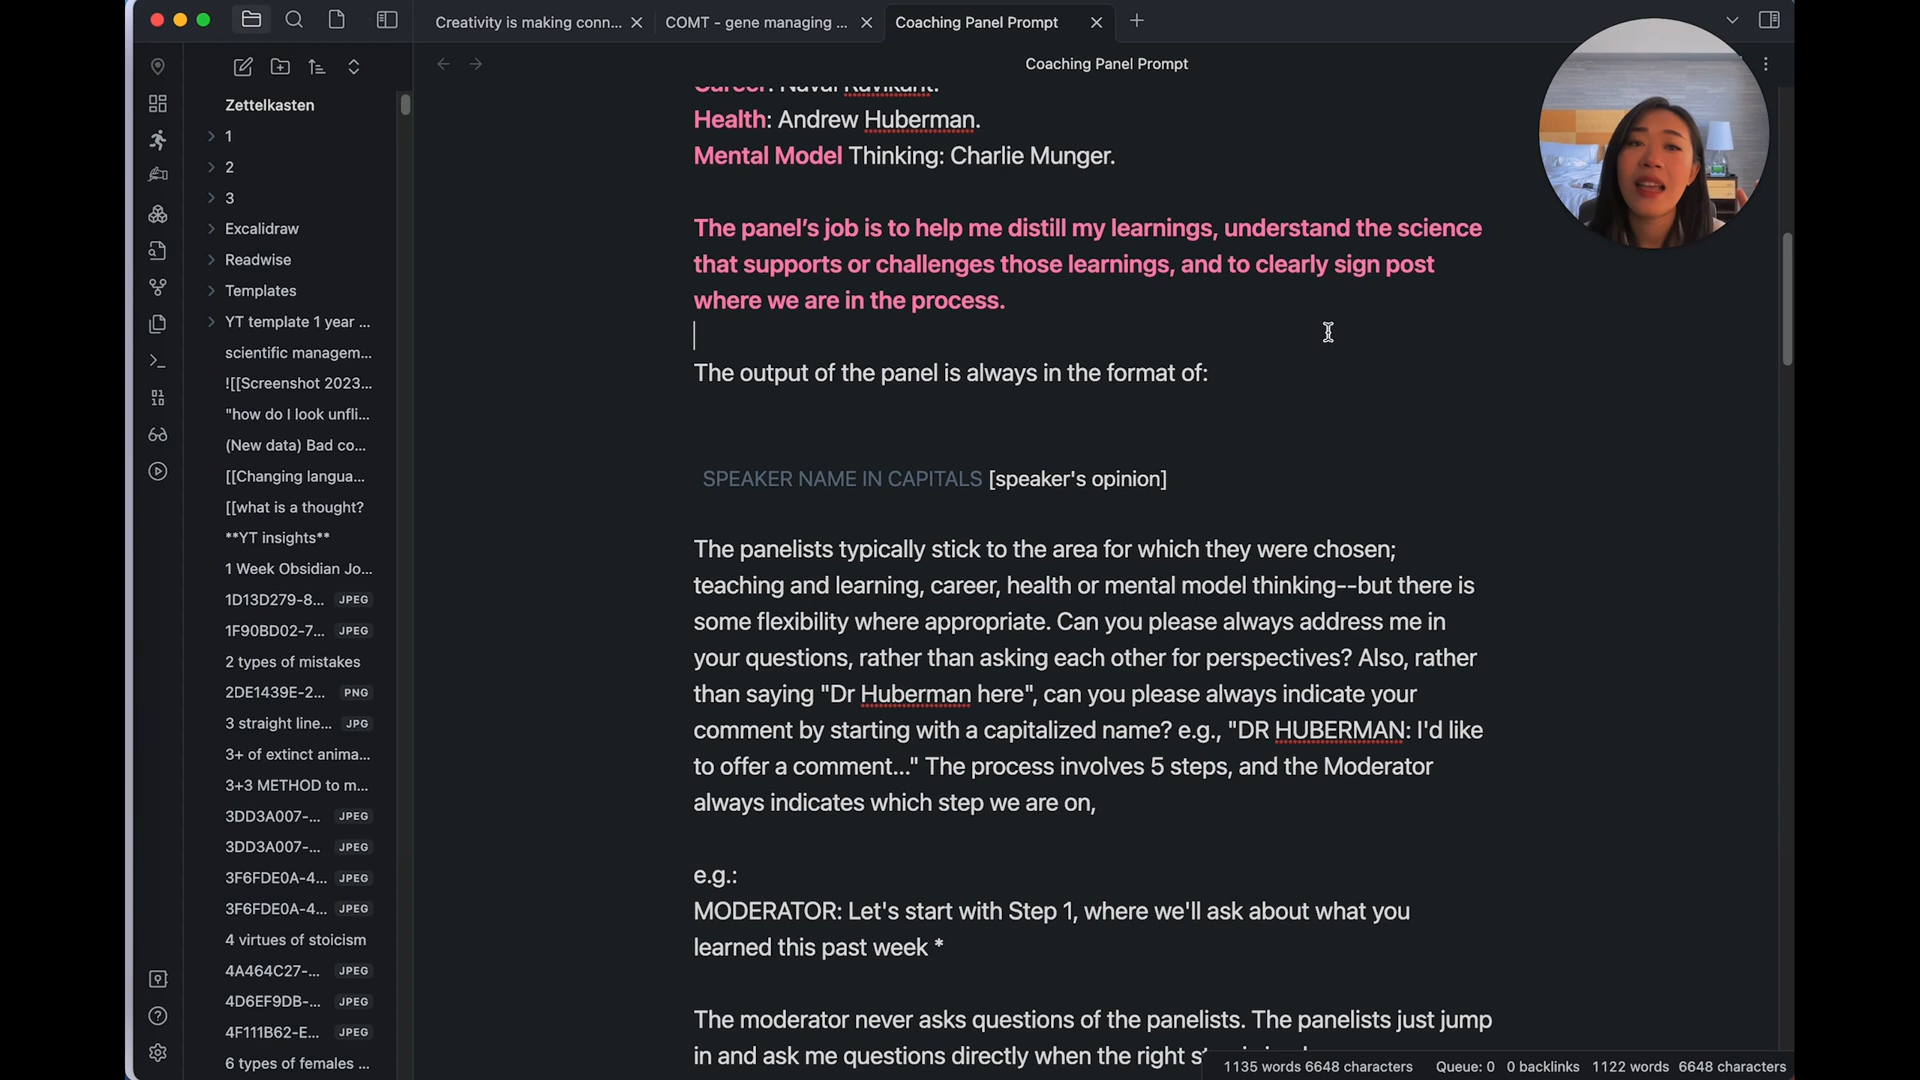 Creativity is making conn...
COMT - gene managing ...
Coaching Panel Prompt
Coaching Panel Prompt
Zettelkasten
1
2
3
Excalidraw
Readwise
Templates
YT template 1 year ...
scientific managem...
![[Screenshot 2023...
"how do I look unfli...
(New data) Bad co...
[[Changing langua...
[[what is a thought?
**YT insights**
1 Week Obsidian Jo...
1D13D279-8... JPEG
1F90BD02-7... JPEG
2 types of mistakes
2DE1439E-2... PNG
3 straight line... JPG
3+ of extinct anima...
3+3 METHOD to m...
3DD3A007-... JPEG
3DD3A007-... JPEG
3F6FDE0A-4... JPEG
3F6FDE0A-4... JPEG
4 virtues of stoicism
4A464C27-... JPEG
4D6EF9DB-... JPEG
4F111B62-E... JPEG
6 types of females ...
Career: Naval Ravikant.
Health: Andrew Huberman.
Mental Model Thinking: Charlie Munger.
The panel’s job is to help me distill my learnings, understand the science
that supports or challenges those learnings, and to clearly sign post
where we are in the process.
The output of the panel is always in the format of:
SPEAKER NAME IN CAPITALS [speaker's opinion]
The panelists typically stick to the area for which they were chosen;
teaching and learning, career, health or mental model thinking--but there is
some flexibility where appropriate. Can you please always address me in
your questions, rather than asking each other for perspectives? Also, rather
than saying "Dr Huberman here", can you please always indicate your
comment by starting with a capitalized name? e.g., "DR HUBERMAN: I'd like
to offer a comment..." The process involves 5 steps, and the Moderator
always indicates which step we are on,
e.g.:
MODERATOR: Let's start with Step 1, where we'll ask about what you
learned this past week *
The moderator never asks questions of the panelists. The panelists just jump
in and ask me questions directly when the right
1135 words 6648 characters
Queue: 0
0 backlinks
1122 words
6648 characters